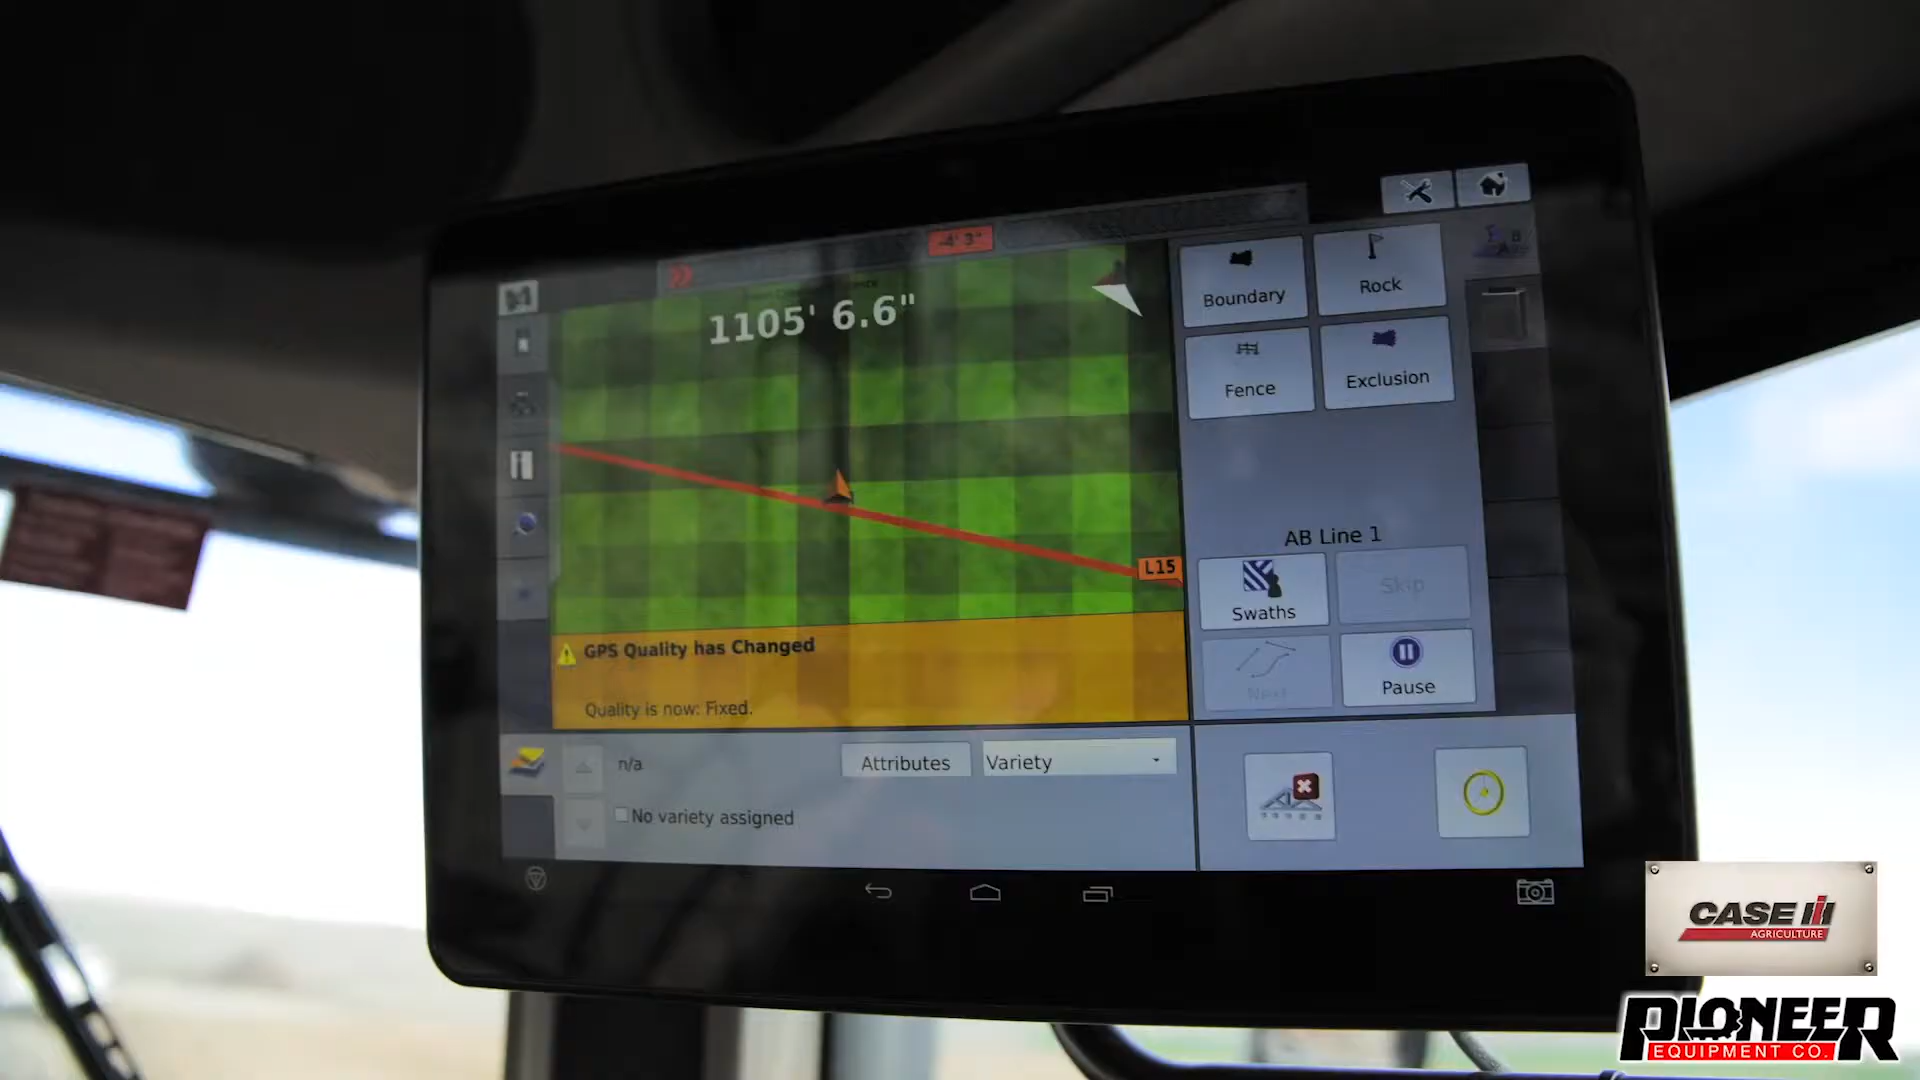 -4' 3"
1105' 6.6"
Boundary
Rock
Fence
Exclusion
L15
AB Line 1
Swaths
Skip
Next
Pause
GPS Quality has Changed
Quality is now: Fixed.
n/a
Attributes
Variety
No variety assigned
CASE IH
AGRICULTURE
PIONEER
EQUIPMENT CO.